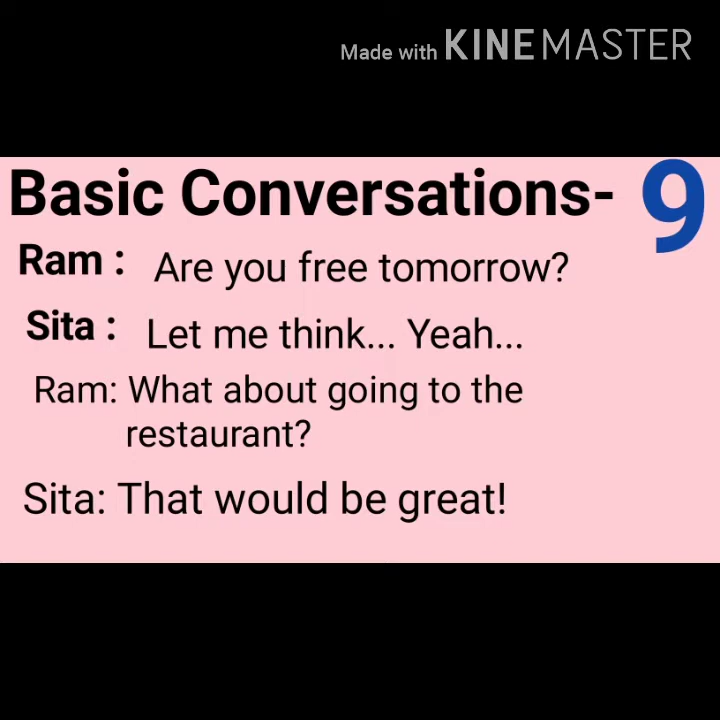 Made with KINEMASTER
Basic Conversations- 9
Ram : Are you free tomorrow?
Sita : Let me think... Yeah...
Ram: What about going to the
restaurant?
Sita: That would be great!